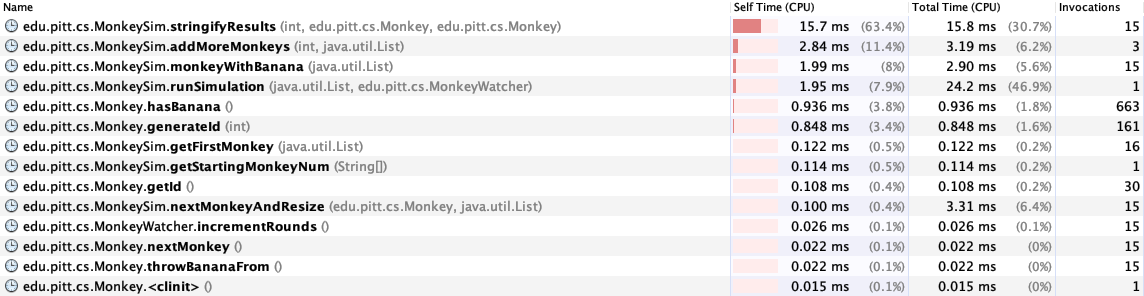 Name Self Time (CPU) Total Time (CPU) Invocations
edu.pitt.cs.MonkeySim.stringifyResults (int, edu.pitt.cs.Monkey, edu.pitt.cs.Monkey) 15.7 ms (63.4%) 15.8 ms (30.7%) 15
edu.pitt.cs.MonkeySim.addMoreMonkeys (int, java.util.List) 2.84 ms (11.4%) 3.19 ms (6.2%) 3
edu.pitt.cs.MonkeySim.monkeyWithBanana (java.util.List) 1.99 ms (8%) 2.90 ms (5.6%) 15
edu.pitt.cs.MonkeySim.runSimulation (java.util.List, edu.pitt.cs.MonkeyWatcher) 1.95 ms (7.9%) 24.2 ms (46.9%) 1
edu.pitt.cs.Monkey.hasBanana () 0.936 ms (3.8%) 0.936 ms (1.8%) 663
edu.pitt.cs.Monkey.generateId (int) 0.848 ms (3.4%) 0.848 ms (1.6%) 161
edu.pitt.cs.MonkeySim.getFirstMonkey (java.util.List) 0.122 ms (0.5%) 0.122 ms (0.2%) 16
edu.pitt.cs.MonkeySim.getStartingMonkeyNum (String[]) 0.114 ms (0.5%) 0.114 ms (0.2%) 1
edu.pitt.cs.Monkey.getId () 0.108 ms (0.4%) 0.108 ms (0.2%) 30
edu.pitt.cs.MonkeySim.nextMonkeyAndResize (edu.pitt.cs.Monkey, java.util.List) 0.100 ms (0.4%) 3.31 ms (6.4%) 15
edu.pitt.cs.MonkeyWatcher.incrementRounds () 0.026 ms (0.1%) 0.026 ms (0.1%) 15
edu.pitt.cs.Monkey.nextMonkey () 0.022 ms (0.1%) 0.022 ms (0%) 15
edu.pitt.cs.Monkey.throwBananaFrom () 0.022 ms (0.1%) 0.022 ms (0%) 15
edu.pitt.cs.Monkey.<clinit> () 0.015 ms (0.1%) 0.015 ms (0%) 1